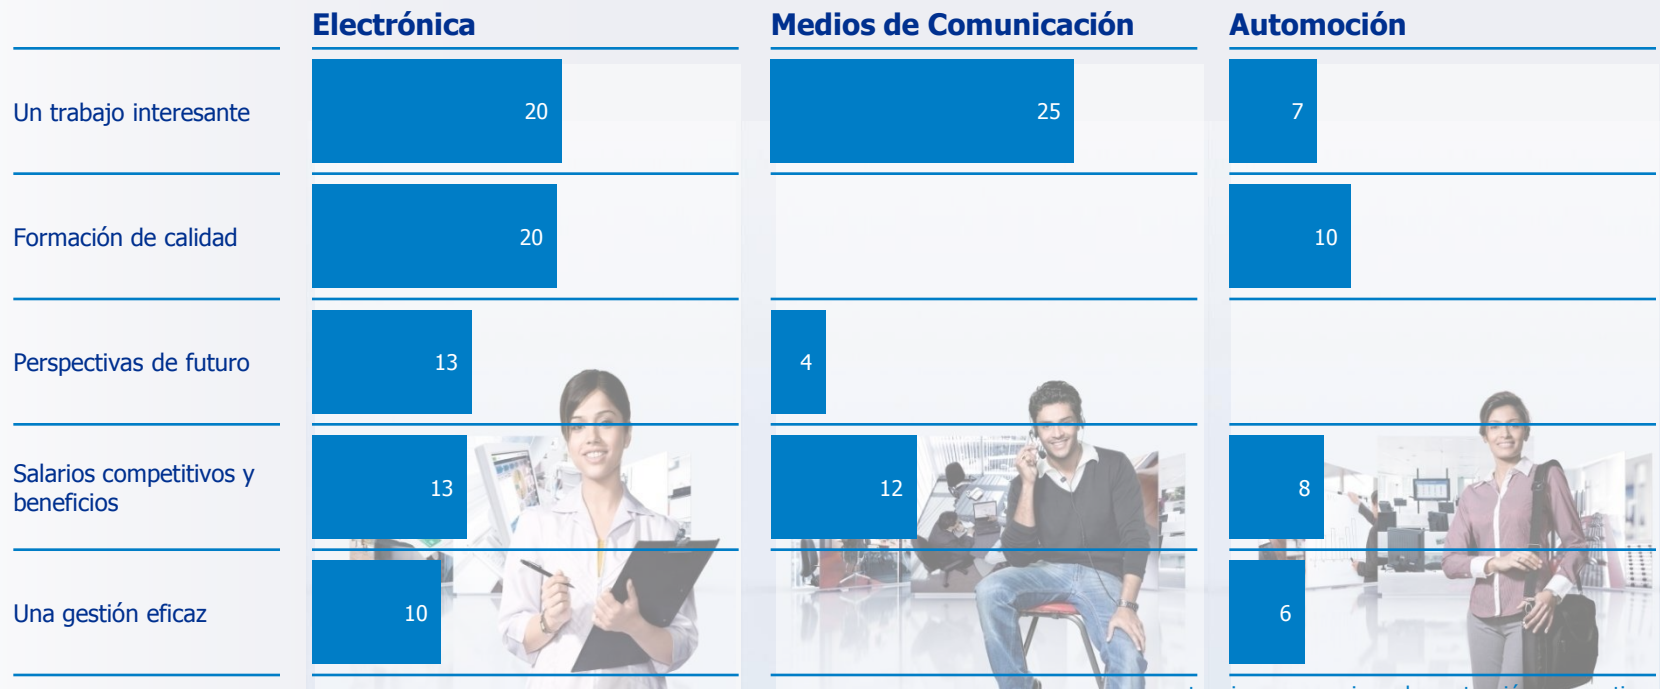 Electrónica
Medios de Comunicación
Automoción
Un trabajo interesante
20
25
7
Formación de calidad
20
10
Perspectivas de futuro
13
4
Salarios competitivos y
beneficios
13
12
8
Una gestión eficaz
10
6